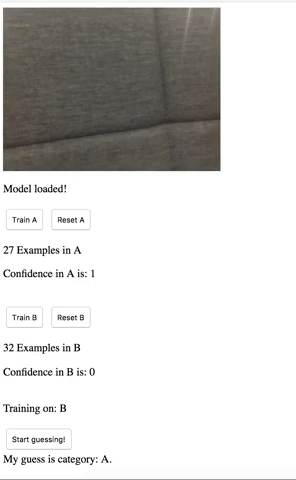 Model loaded!
Train A Reset A
27 Examples in A
Confidence in A is: 1
Train B Reset B
32 Examples in B
Confidence in B is: 0
Training on: B
Start guessing!
My guess is category: A.